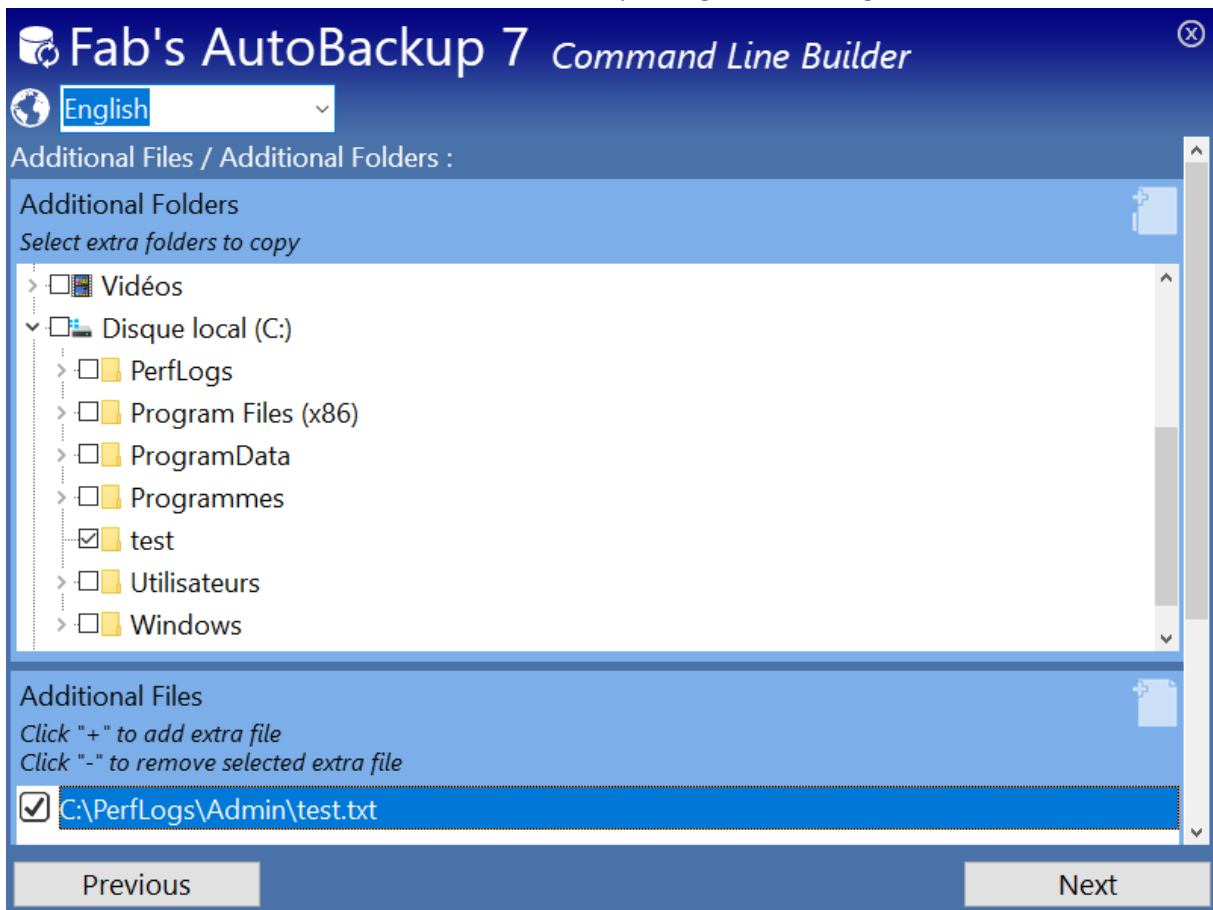 Fab's AutoBackup 7 Command Line Builder
English
Additional Files / Additional Folders :
Additional Folders
Select extra folders to copy
Vidéos
Disque local (C:)
PerfLogs
Program Files (x86)
ProgramData
Programmes
test
Utilisateurs
Windows
Additional Files
Click "+" to add extra file
Click "-" to remove selected extra file
C:\PerfLogs\Admin\test.txt
Previous Next